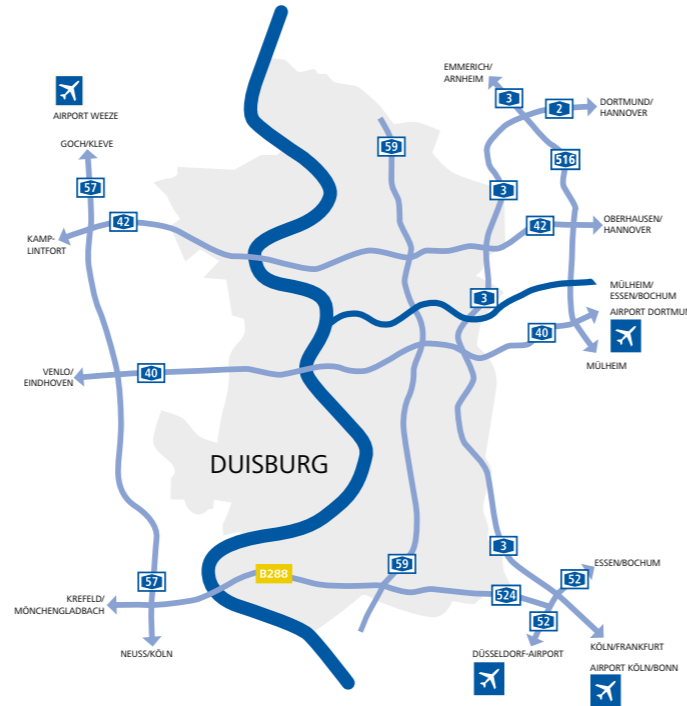 EMMERICH/
ARNHEIM
3
2
DORTMUND/
HANNOVER
AIRPORT WEEZE
GOCH/KLEVE
59
516
57
3
42
42
OBERHAUSEN/
HANNOVER
KAMP-
LINTFORT
3
MÜLHEIM/
ESSEN/BOCHUM
AIRPORT DORTMUN
40
MÜLHEIM
VENLO/
EINDHOVEN
40
DUISBURG
3
59
ESSEN/BOCHUM
B288
52
57
524
KREFELD/
MÖNCHENGLADBACH
52
NEUSS/KÖLN
DÜSSELDORF-AIRPORT
KÖLN/FRANKFURT
AIRPORT KÖLN/BONN